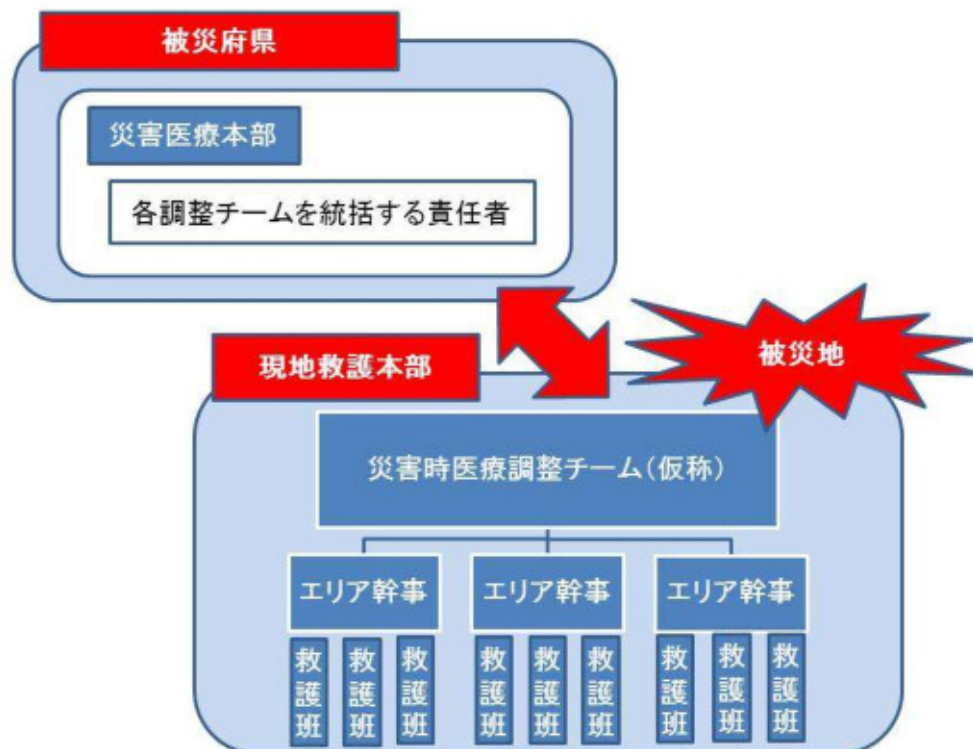 被災府県
災害医療本部
各調整チームを統括する責任者
被災地
現地救護本部
災害時医療調整チーム(仮称)
エリア幹事
エリア幹事
エリア幹事
救護班
救護班
救護班
救護班
救護班
救護班
救護班
救護班
救護班